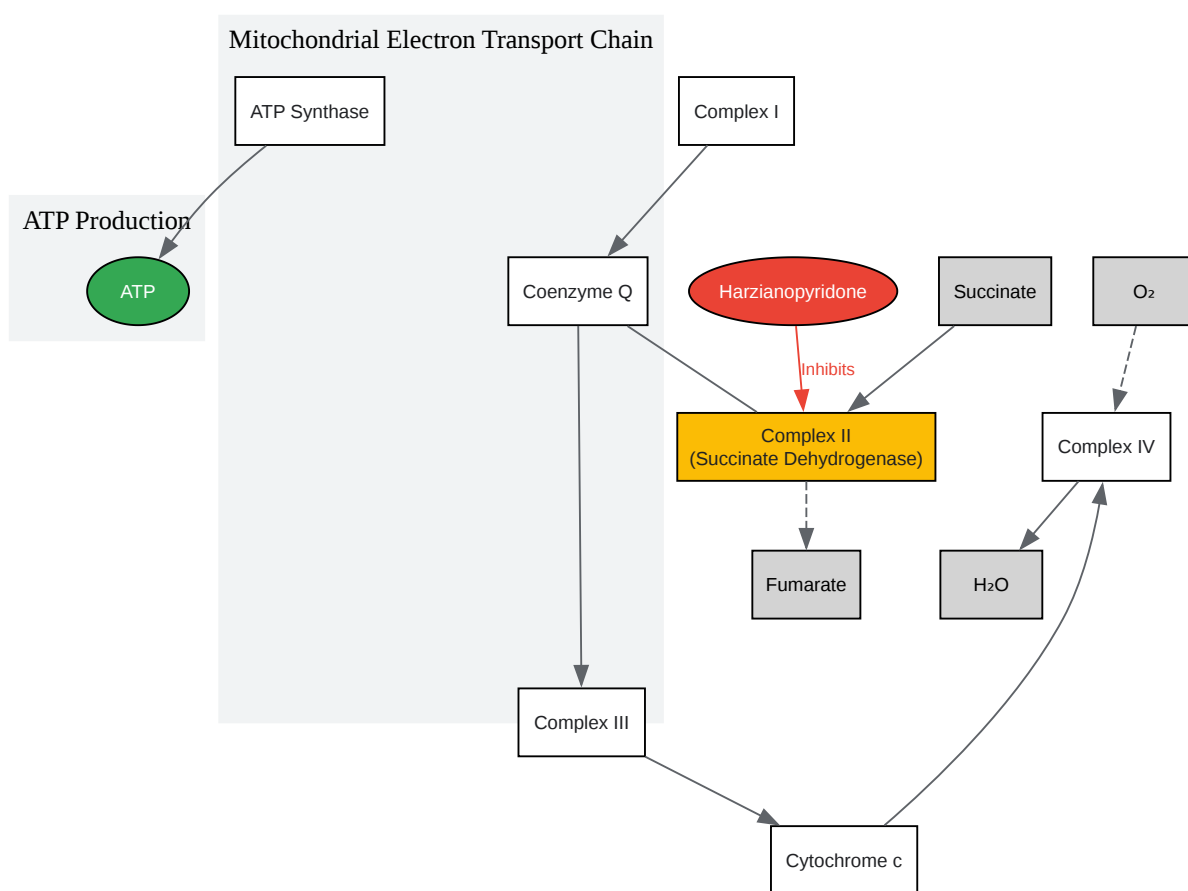 Mitochondrial Electron Transport Chain
ATP Synthase
Complex I
ATP Production
ATP
Coenzyme Q
Harzianopyridone
Succinate
O₂
Inhibits
Complex II
(Succinate Dehydrogenase)
Complex IV
Fumarate
H₂O
Complex III
Cytochrome c